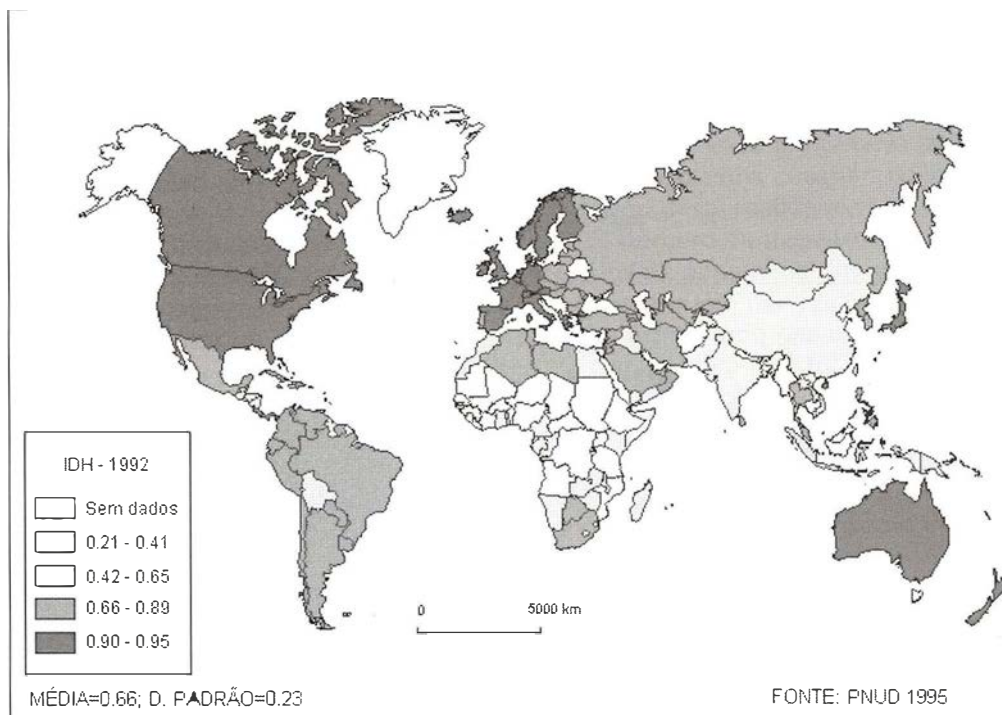 IDH - 1992
Sem dados
0.21 - 0.41
0.42 - 0.65
0.66 - 0.89
0.90 - 0.95
0 5000 km
MÉDIA=0.66; D. PADRÃO=0.23
FONTE: PNUD 1995